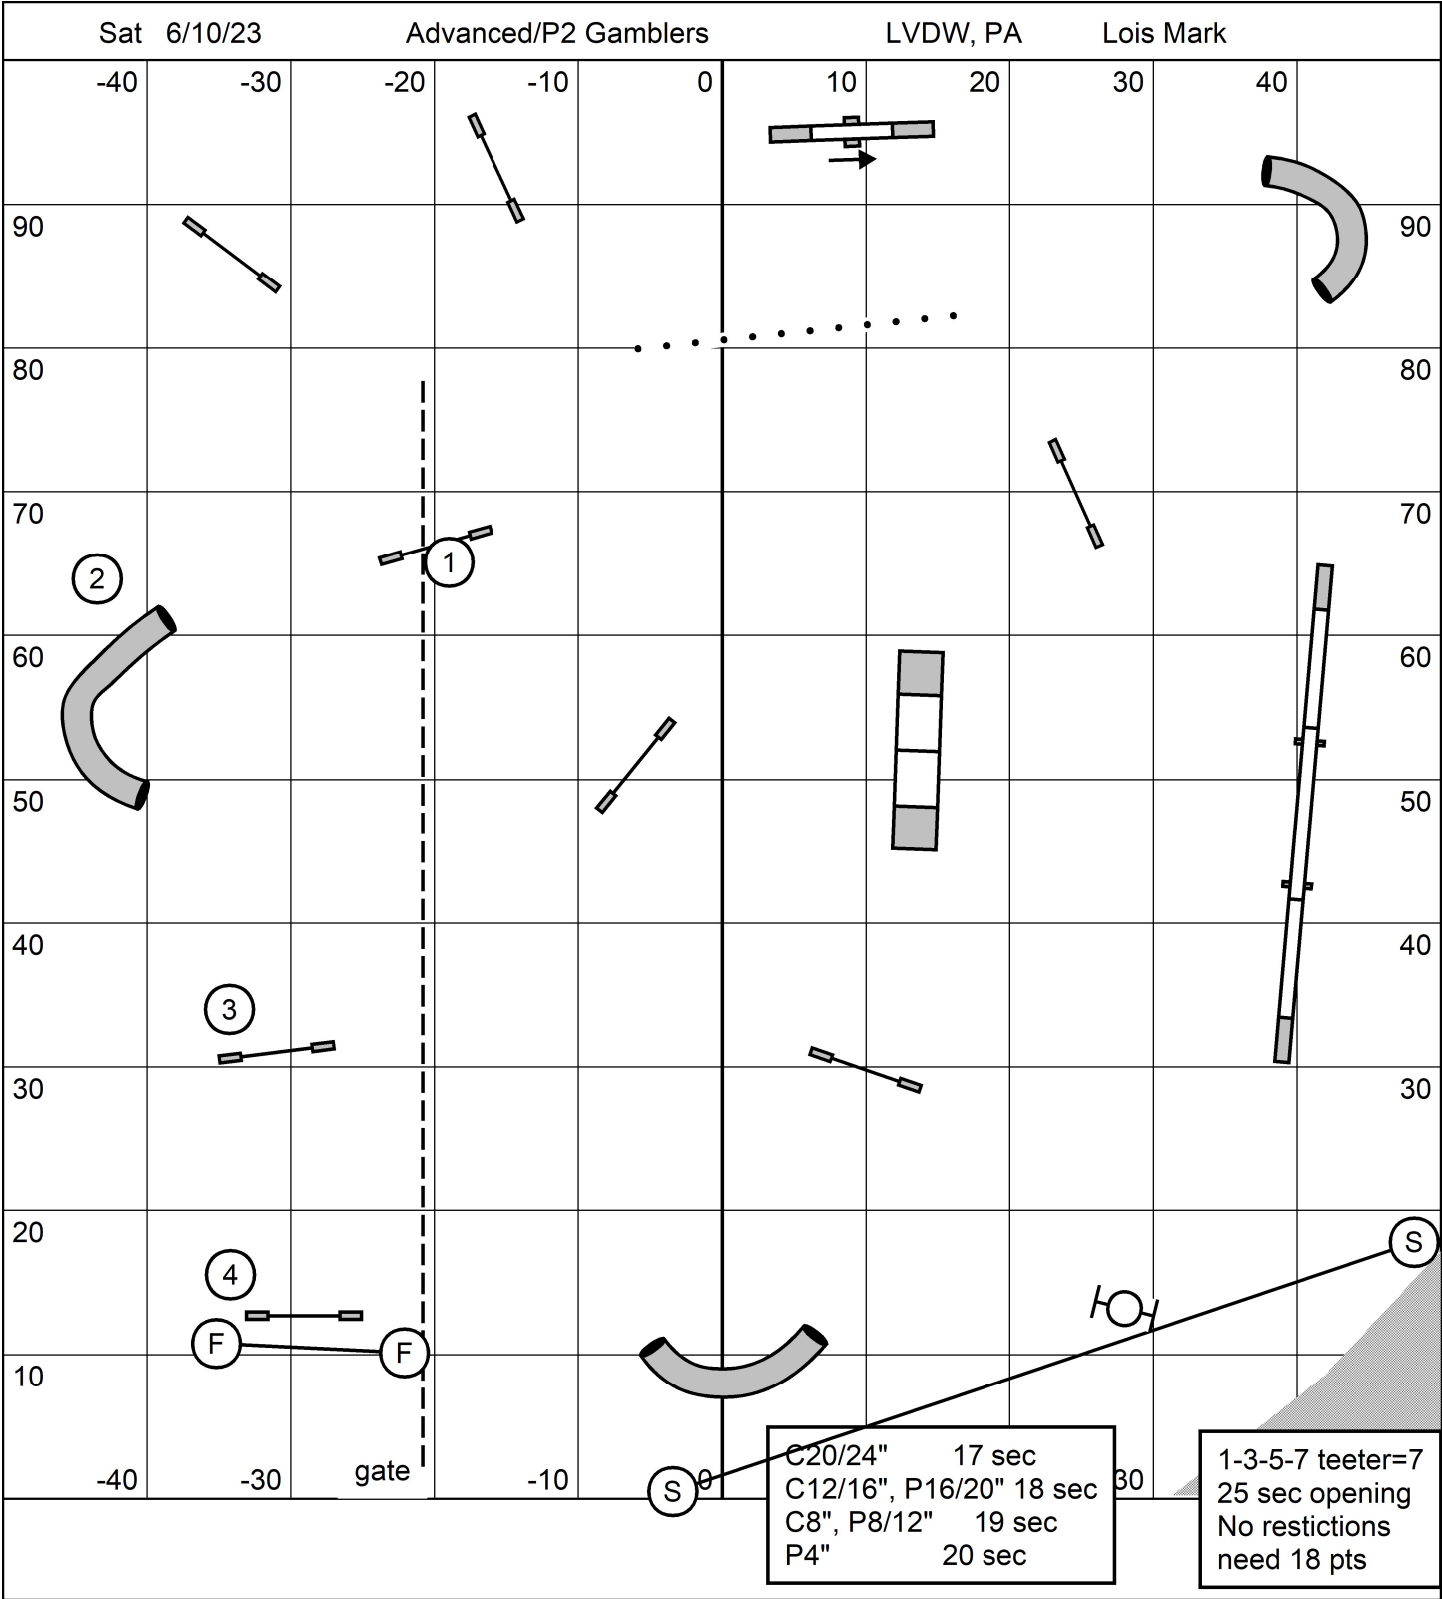 Sat 6/10/23 Advanced/P2 Gamblers LVDW, PA Lois Mark
-40 -30 -20 -10 0 10 20 30 40
90 90
80 80
70 70
1
2
60 60
50 50
40 40
3
30 30
20
S
4
F F
10
-40 -30 gate -10 S 0 30
C20/24" 17 sec
C12/16", P16/20" 18 sec
C8", P8/12" 19 sec
P4" 20 sec
1-3-5-7 teeter=7
25 sec opening
No restictions
need 18 pts